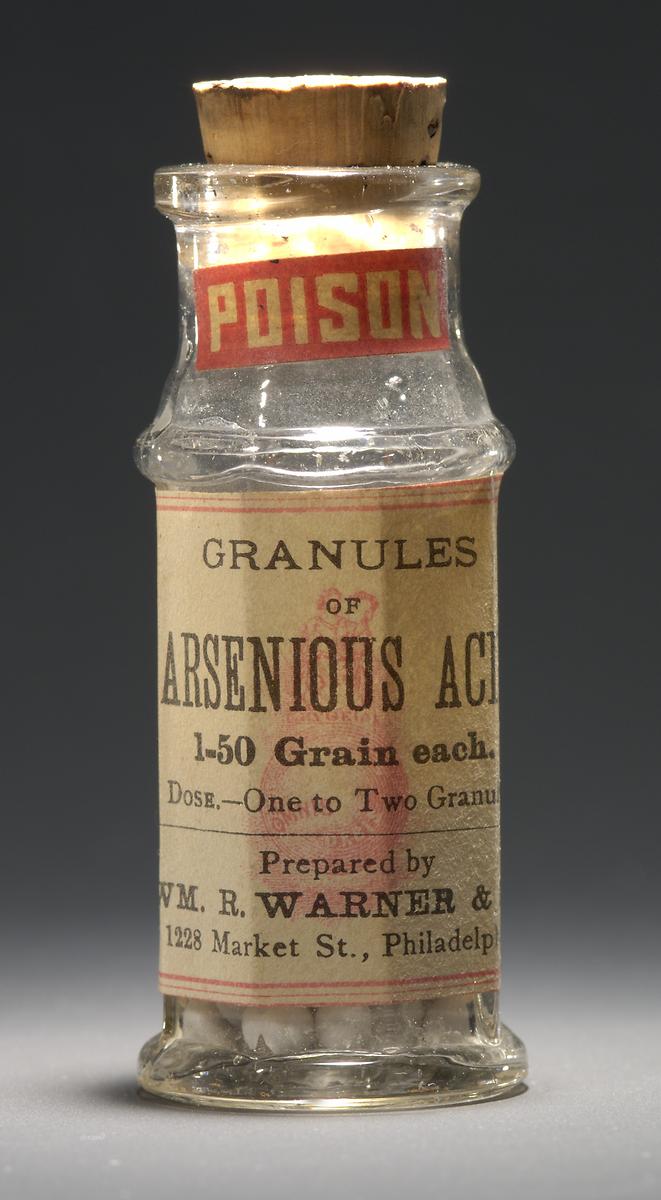 POISON
GRANULES
OF
ARSENIOUS ACI
1-50 Grain each.
DOSE.—One to Two Granu
Prepared by
WM. R. WARNER &
1228 Market St., Philadelp